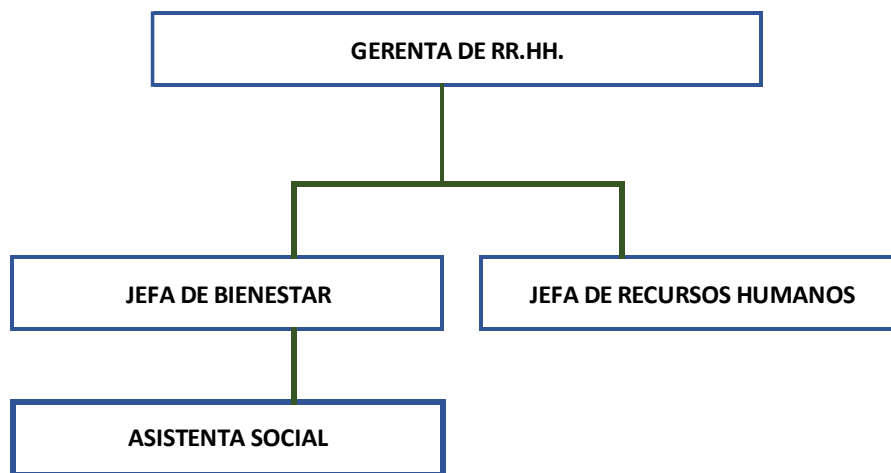 GERENTA DE RR.HH.
JEFA DE BIENESTAR
JEFA DE RECURSOS HUMANOS
ASISTENTA SOCIAL